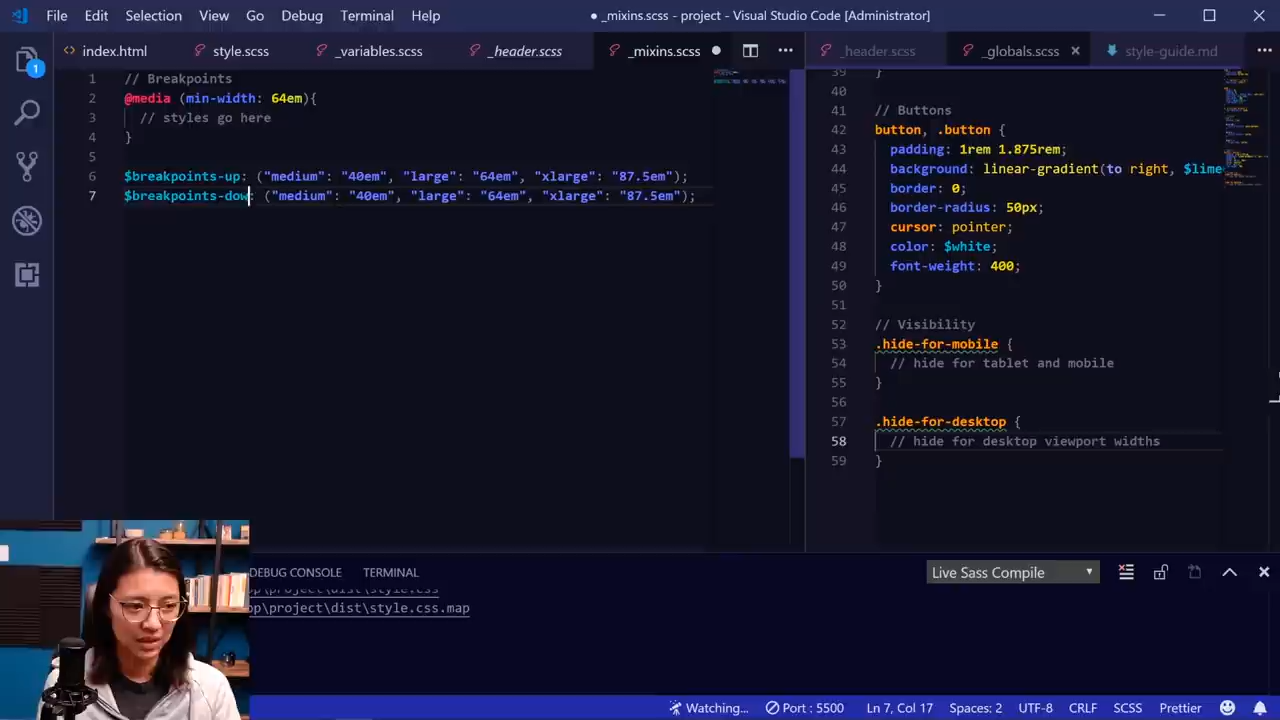 File Edit Selection View Go Debug Terminal Help
● _mixins.scss - project - Visual Studio Code [Administrator]
index.html style.scss _variables.scss _header.scss _mixins.scss
_header.scss _globals.scss style-guide.md
1 // Breakpoints
2 @media (min-width: 64em){
3 // styles go here
4 }
5
6 $breakpoints-up: ("medium": "40em", "large": "64em", "xlarge": "87.5em");
7 $breakpoints-dow: ("medium": "40em", "large": "64em", "xlarge": "87.5em");
39 }
40
41 // Buttons
42 button, .button {
43 padding: 1rem 1.875rem;
44 background: linear-gradient(to right, $lime
45 border: 0;
46 border-radius: 50px;
47 cursor: pointer;
48 color: $white;
49 font-weight: 400;
50 }
51
52 // Visibility
53 .hide-for-mobile {
54 // hide for tablet and mobile
55 }
56
57 .hide-for-desktop {
58 // hide for desktop viewport widths
59 }
1
DEBUG CONSOLE TERMINAL
Live Sass Compile
op\project\dist\style.css
op\project\dist\style.css.map
Watching... Port : 5500 Ln 7, Col 17 Spaces: 2 UTF-8 CRLF SCSS Prettier